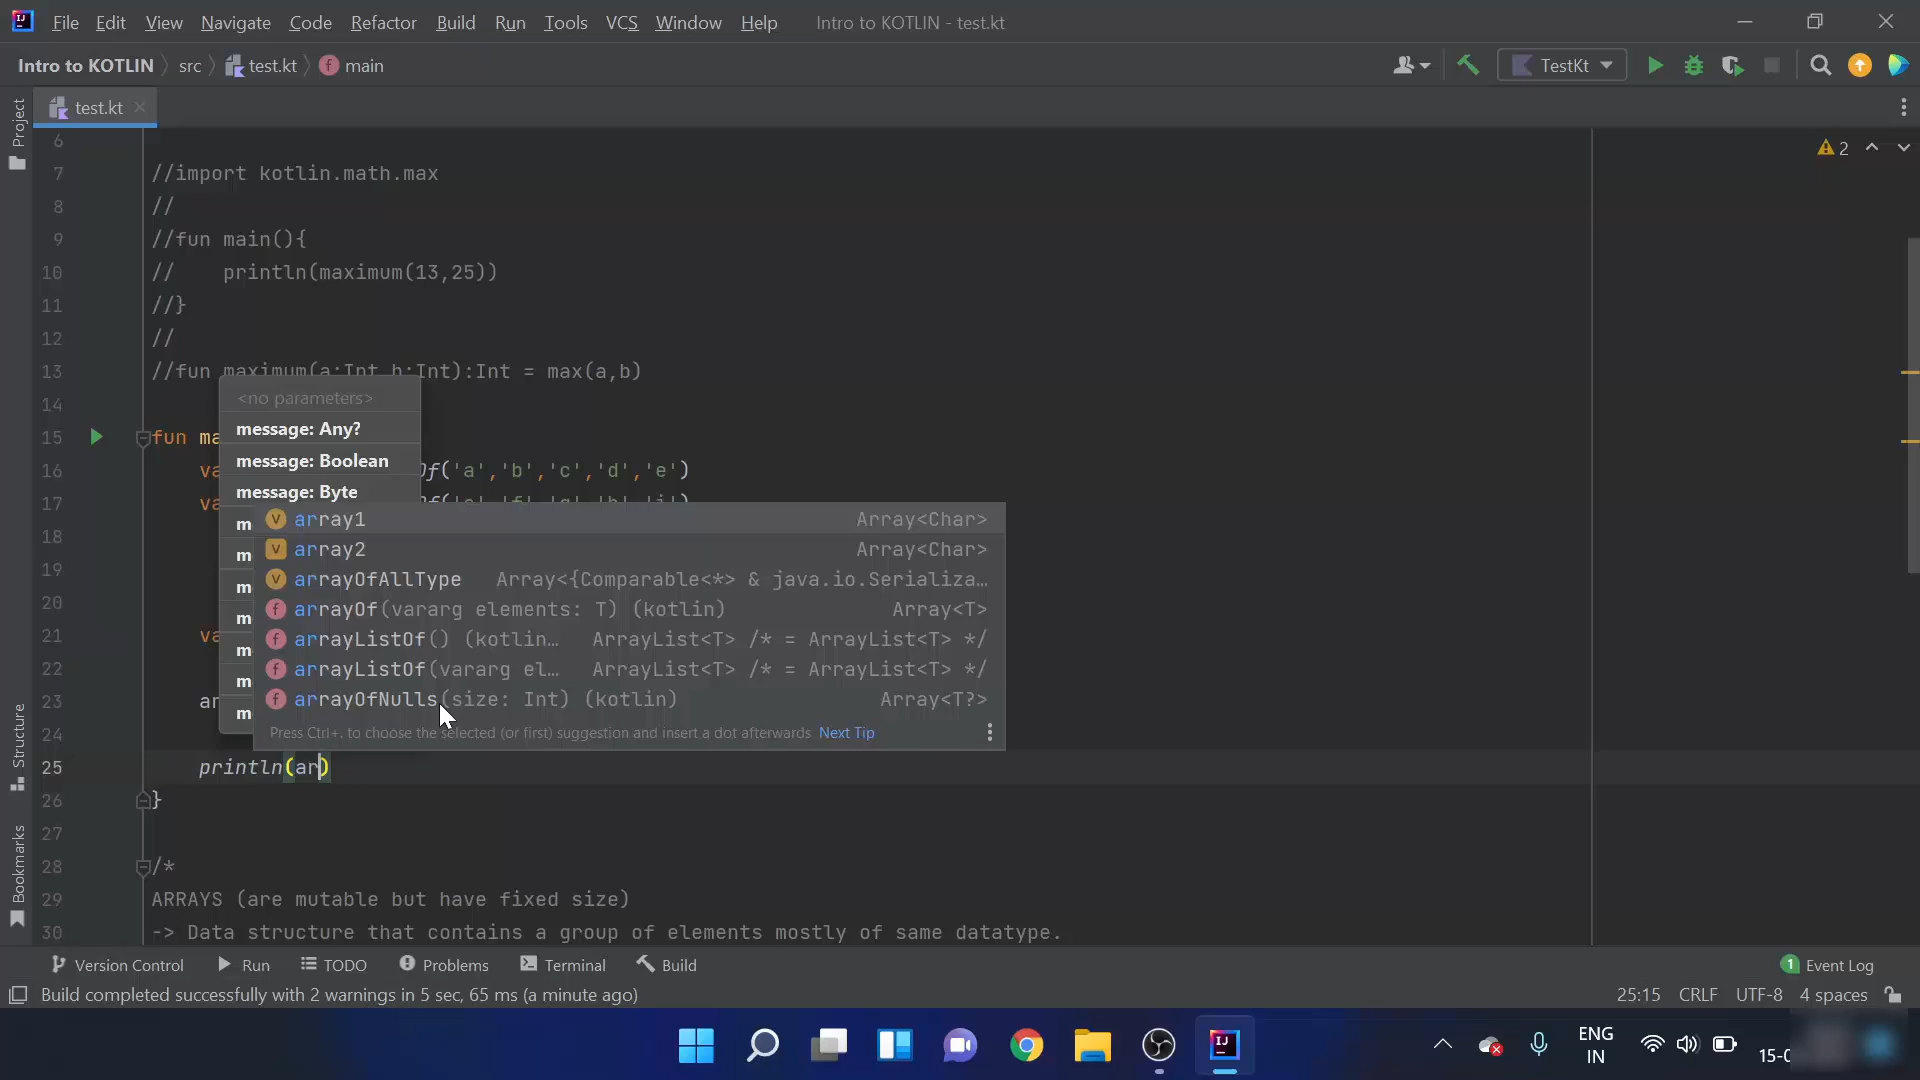 File Edit View Navigate Code Refactor Build Run Tools VCS Window Help Intro to KOTLIN - test.kt
Intro to KOTLIN src test.kt main TestKt
Project
test.kt
6
2
7 //import kotlin.math.max
8 //
9 //fun main(){
10 // println(maximum(13,25))
11 //}
12 //
13 //fun maximum(a:Int,b:Int):Int = max(a,b)
14
<no parameters>
15 fun ma
message: Any?
message: Boolean
16 va Of('a','b','c','d','e')
message: Byte
17 va
18 m
array1 Array<Char>
array2 Array<Char>
19 m
arrayOfAllType Array<{Comparable<*> & java.io.Serializa…
20 m
arrayOf(vararg elements: T) (kotlin) Array<T>
21 va m
arrayListOf() (kotlin… ArrayList<T> /* = ArrayList<T> */
22 m
arrayListOf(vararg el… ArrayList<T> /* = ArrayList<T> */
23 ar m
arrayOfNulls(size: Int) (kotlin) Array<T?>
24
Press Ctrl+. to choose the selected (or first) suggestion and insert a dot afterwards Next Tip
25 println(ar)
26 }
27
28 /*
29 ARRAYS (are mutable but have fixed size)
30 -> Data structure that contains a group of elements mostly of same datatype.
Structure
Bookmarks
Version Control Run TODO Problems Terminal Build 1 Event Log
Build completed successfully with 2 warnings in 5 sec, 65 ms (a minute ago) 25:15 CRLF UTF-8 4 spaces
ENG
IN